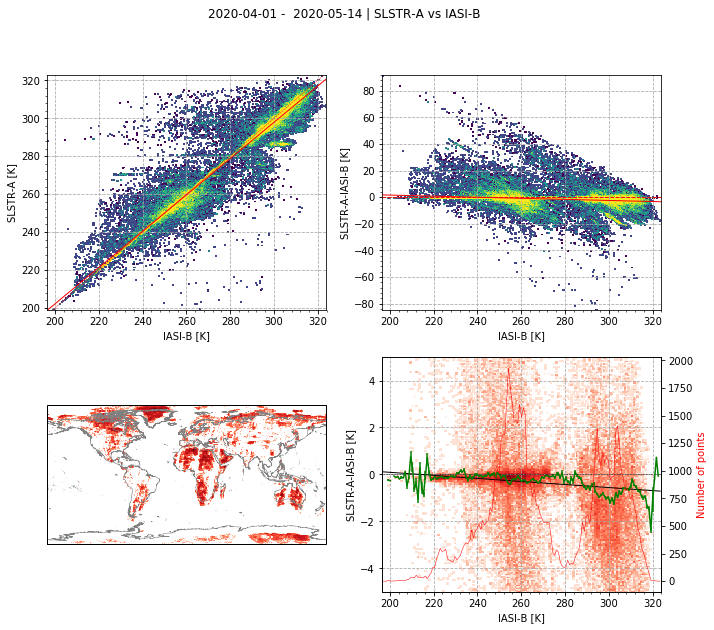 2020-04-01 -  2020-05-14 | SLSTR-A vs IASI-B
320
300
280
260
240
220
200
SLSTR-A [K]
200 220 240 260 280 300 320
IASI-B [K]
80
60
40
20
0
−20
−40
−60
−80
SLSTR-A-IASI-B [K]
200 220 240 260 280 300 320
IASI-B [K]
4
2
0
−2
−4
SLSTR-A-IASI-B [K]
200 220 240 260 280 300 320
IASI-B [K]
2000
1750
1500
1250
1000
750
500
250
0
Number of points